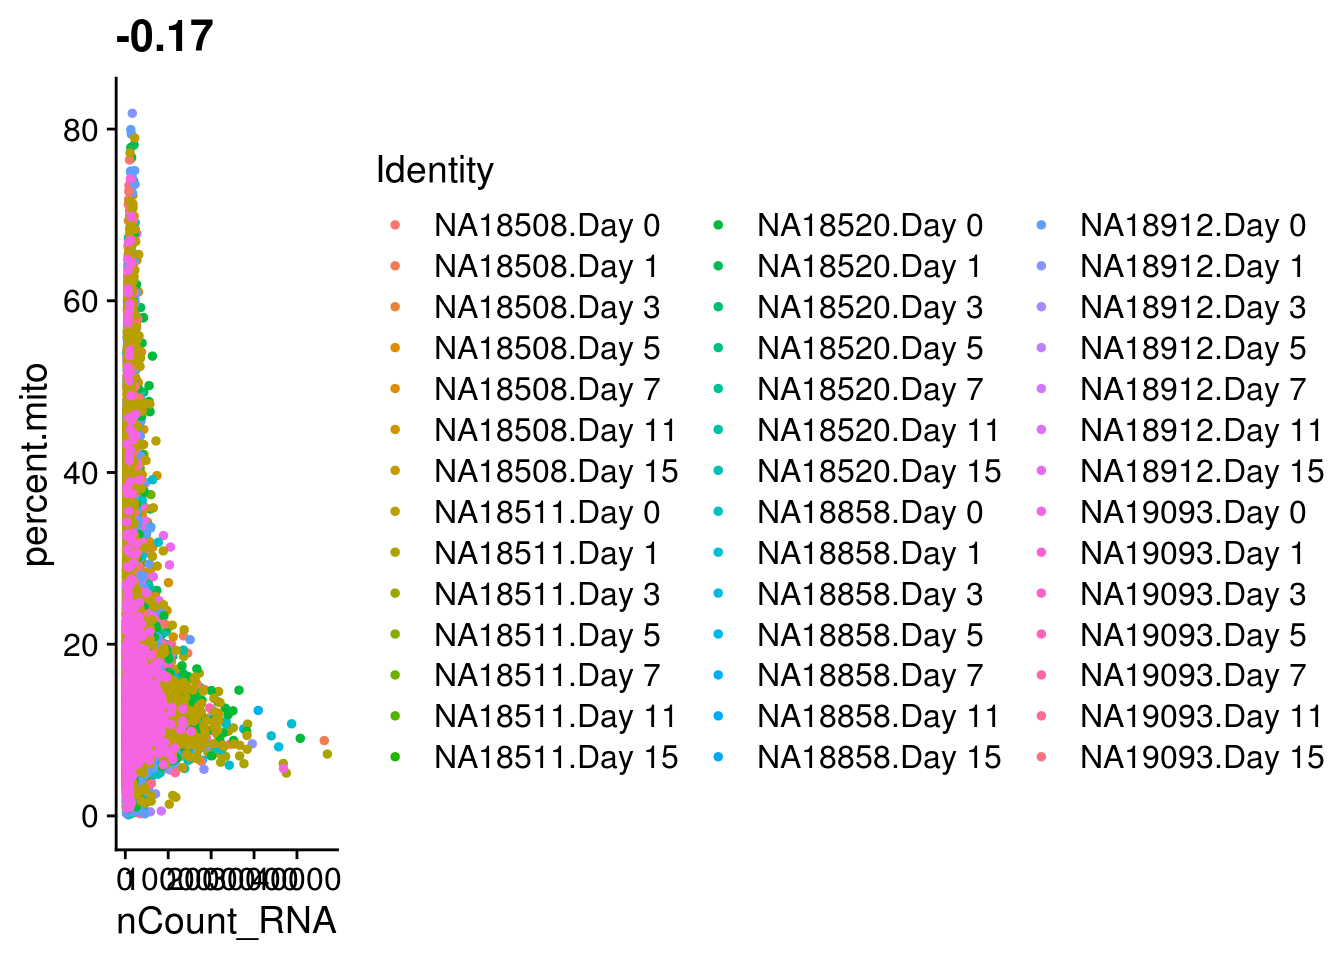 -0.17
80
60
40
20
0
percent.mito
0 10000 20000 30000 40000
nCount_RNA
Identity
NA18508.Day 0
NA18508.Day 1
NA18508.Day 3
NA18508.Day 5
NA18508.Day 7
NA18508.Day 11
NA18508.Day 15
NA18511.Day 0
NA18511.Day 1
NA18511.Day 3
NA18511.Day 5
NA18511.Day 7
NA18511.Day 11
NA18511.Day 15
NA18520.Day 0
NA18520.Day 1
NA18520.Day 3
NA18520.Day 5
NA18520.Day 7
NA18520.Day 11
NA18520.Day 15
NA18858.Day 0
NA18858.Day 1
NA18858.Day 3
NA18858.Day 5
NA18858.Day 7
NA18858.Day 11
NA18858.Day 15
NA18912.Day 0
NA18912.Day 1
NA18912.Day 3
NA18912.Day 5
NA18912.Day 7
NA18912.Day 11
NA18912.Day 15
NA19093.Day 0
NA19093.Day 1
NA19093.Day 3
NA19093.Day 5
NA19093.Day 7
NA19093.Day 11
NA19093.Day 15